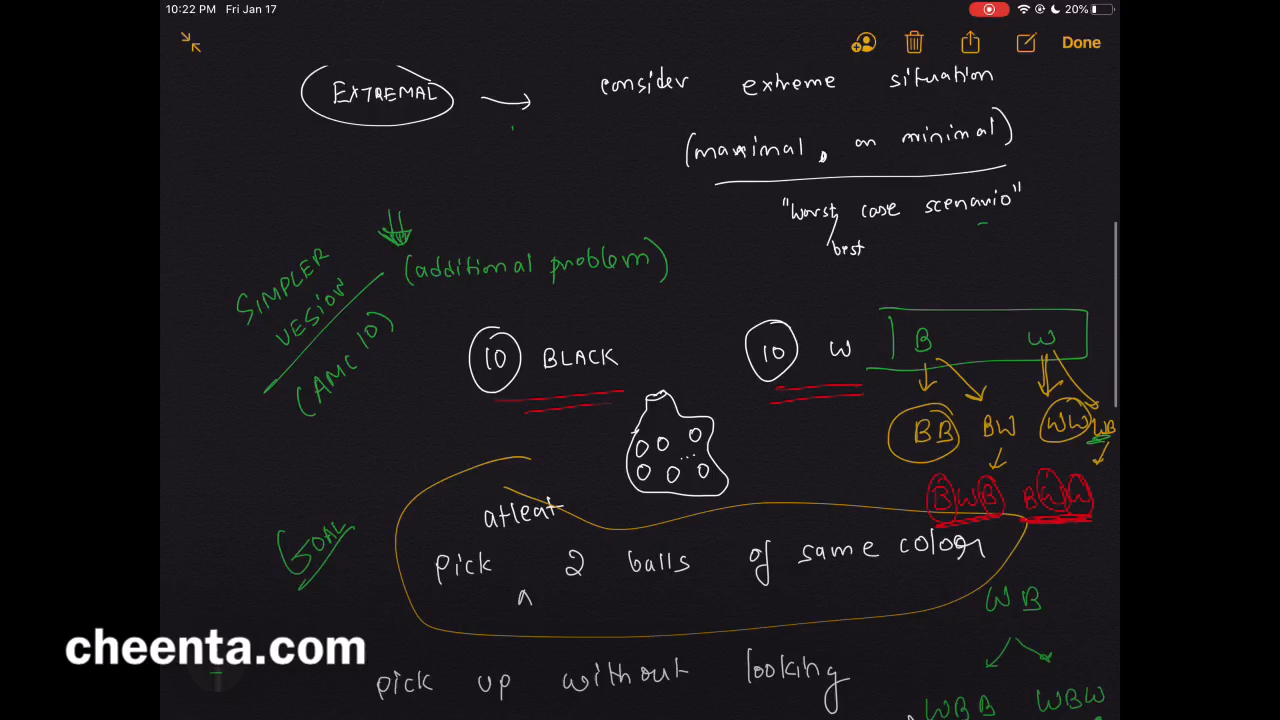 10:22 PM Fri Jan 17
20%
Done
EXTREMAL → consider extreme situation
(maximal, or minimal)
"worst case scenario"
best
SIMPLER
VESION
(AMC 10)
(additional problem)
10 BLACK
10 W
B W
BB BW WW WB
BWB BWW
GOAL
atleat
pick ^ 2 balls of same color
WB
cheenta.com
pick up without looking
WBB WBW